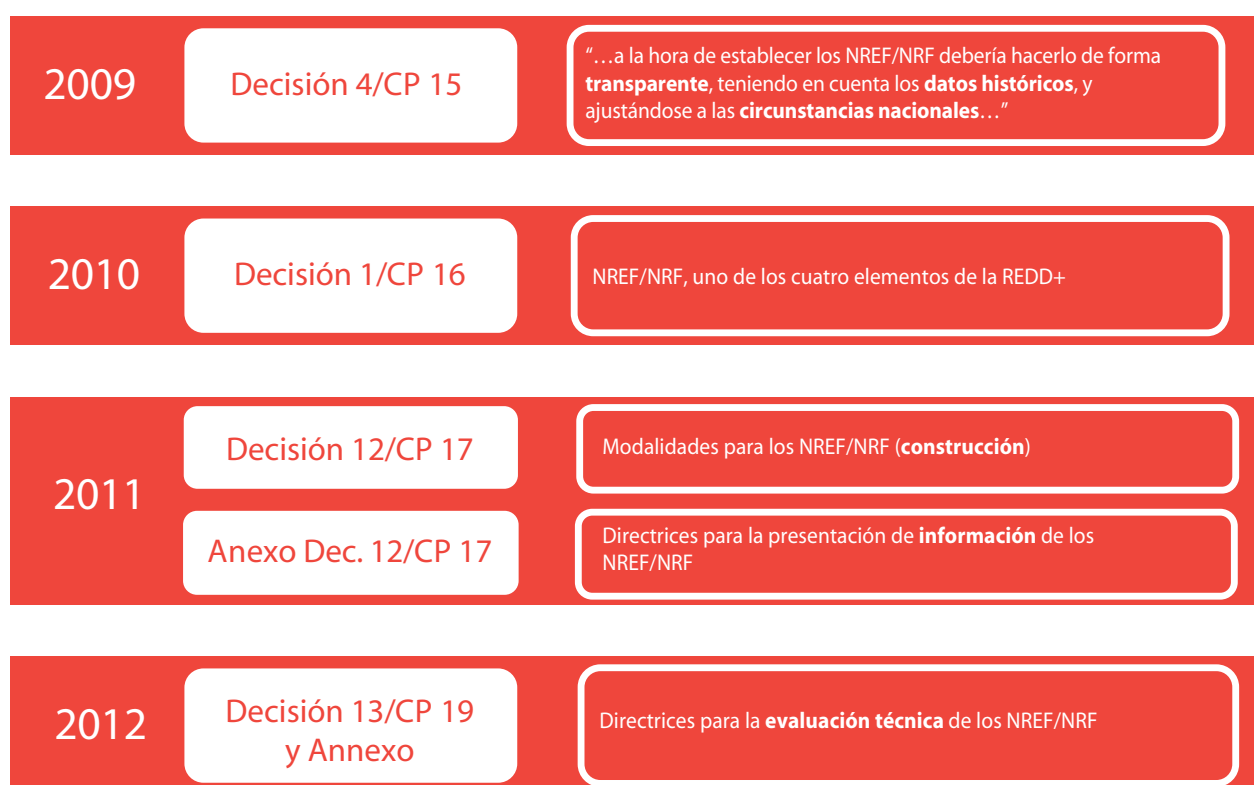 2009
Decisión 4/CP 15
“…a la hora de establecer los NREF/NRF debería hacerlo de forma
transparente, teniendo en cuenta los datos históricos, y
ajustándose a las circunstancias nacionales…”
2010
Decisión 1/CP 16
NREF/NRF, uno de los cuatro elementos de la REDD+
2011
Decisión 12/CP 17
Modalidades para los NREF/NRF (construcción)
Anexo Dec. 12/CP 17
Directrices para la presentación de información de los
NREF/NRF
2012
Decisión 13/CP 19
y Annexo
Directrices para la evaluación técnica de los NREF/NRF